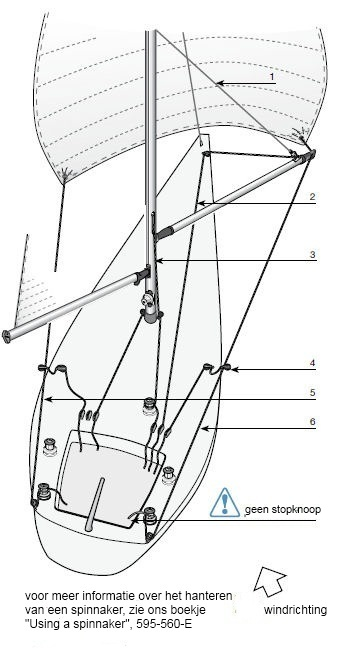 1
2
3
4
5
6
geen stopknoop
voor meer informatie over het hanteren
van een spinnaker, zie ons boekje
"Using a spinnaker", 595-560-E
windrichting